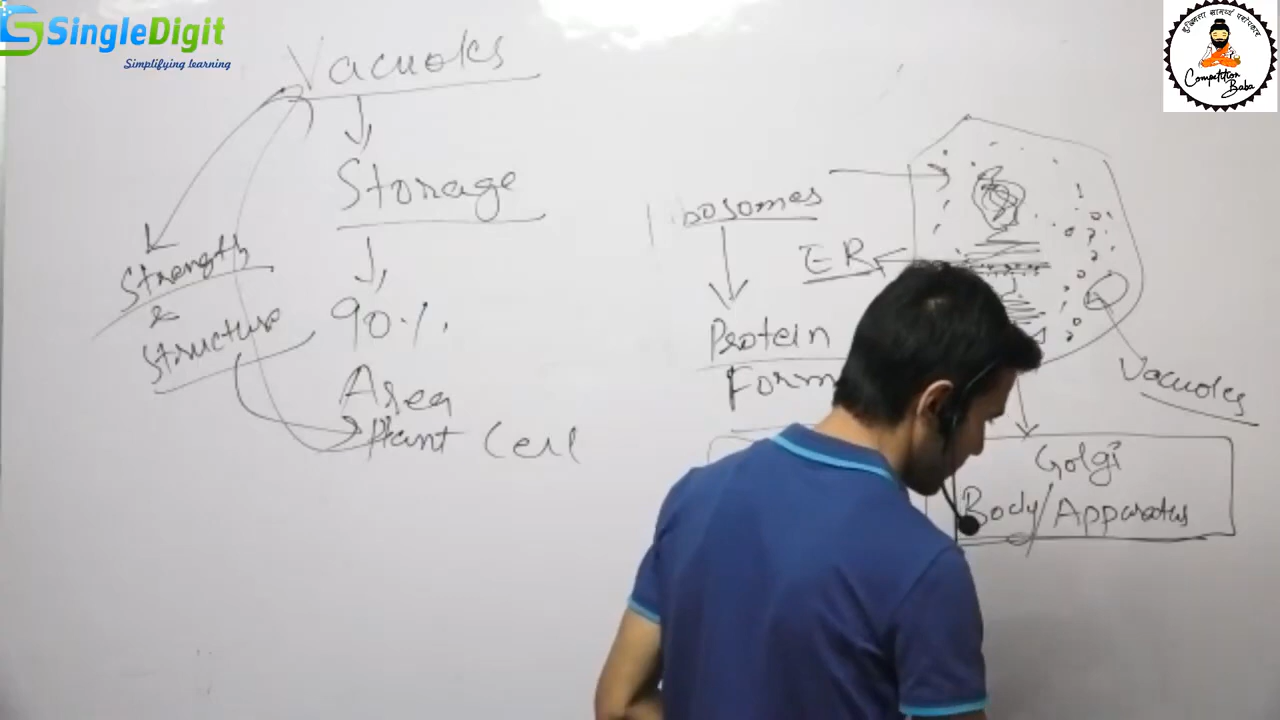 SingleDigit
Simplifying learning
Vacuoles
Storage
90%
Area
Plant Cell
Strength
&
Structure
ER
Protein
Form
Vacuoles
Golgi
Body/Apparatus
Competition
Baba